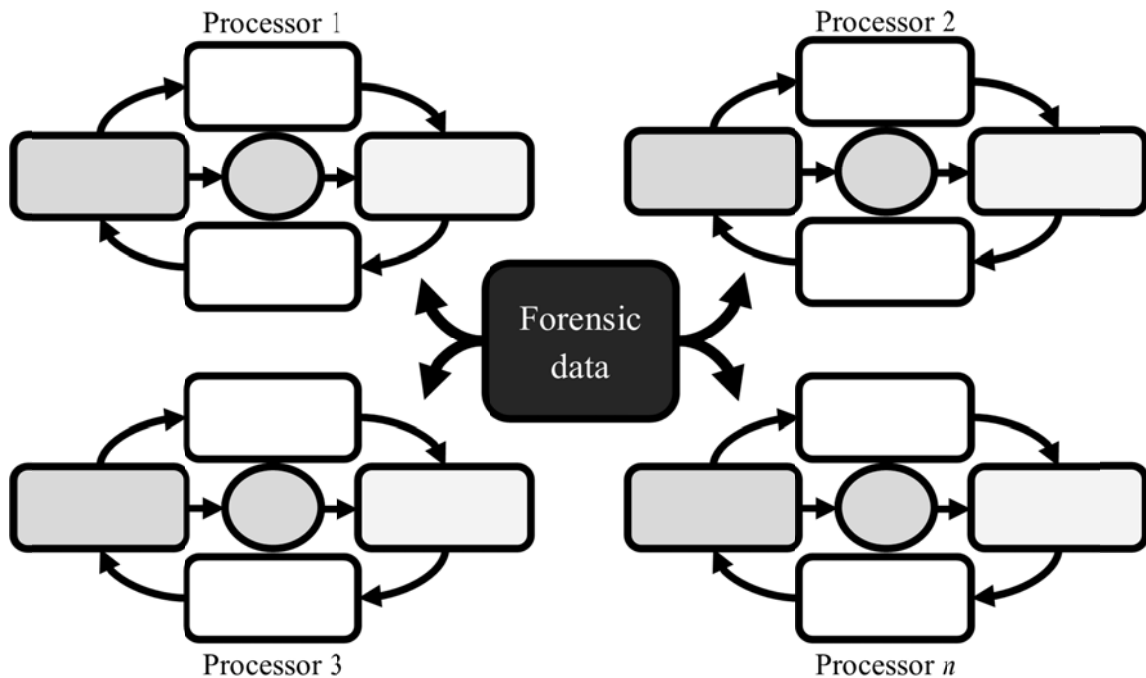 Processor 1
Processor 2
Forensic
data
Processor 3
Processor n